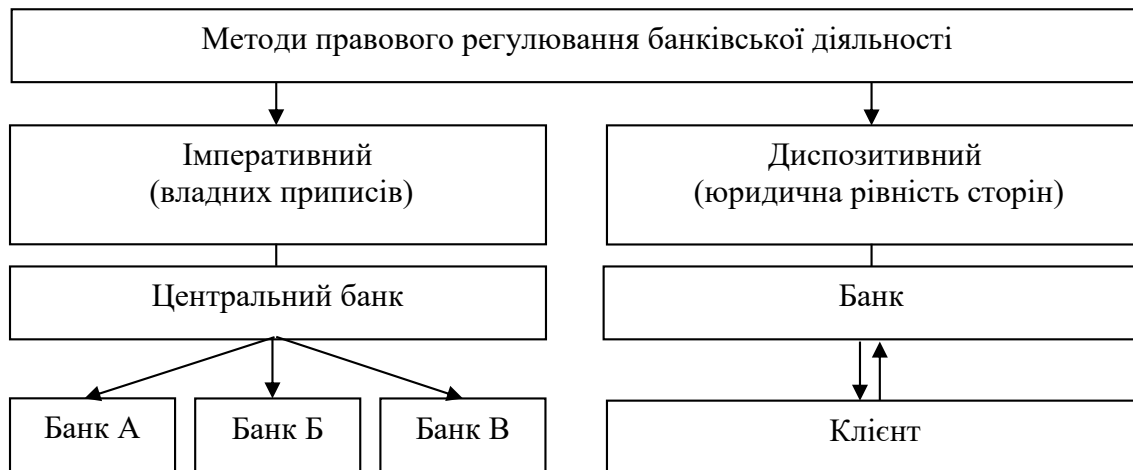 Методи правового регулювання банківської діяльності
Імперативний
(владних приписів)
Диспозитивний
(юридична рівність сторін)
Центральний банк
Банк
Банк А
Банк Б
Банк В
Клієнт